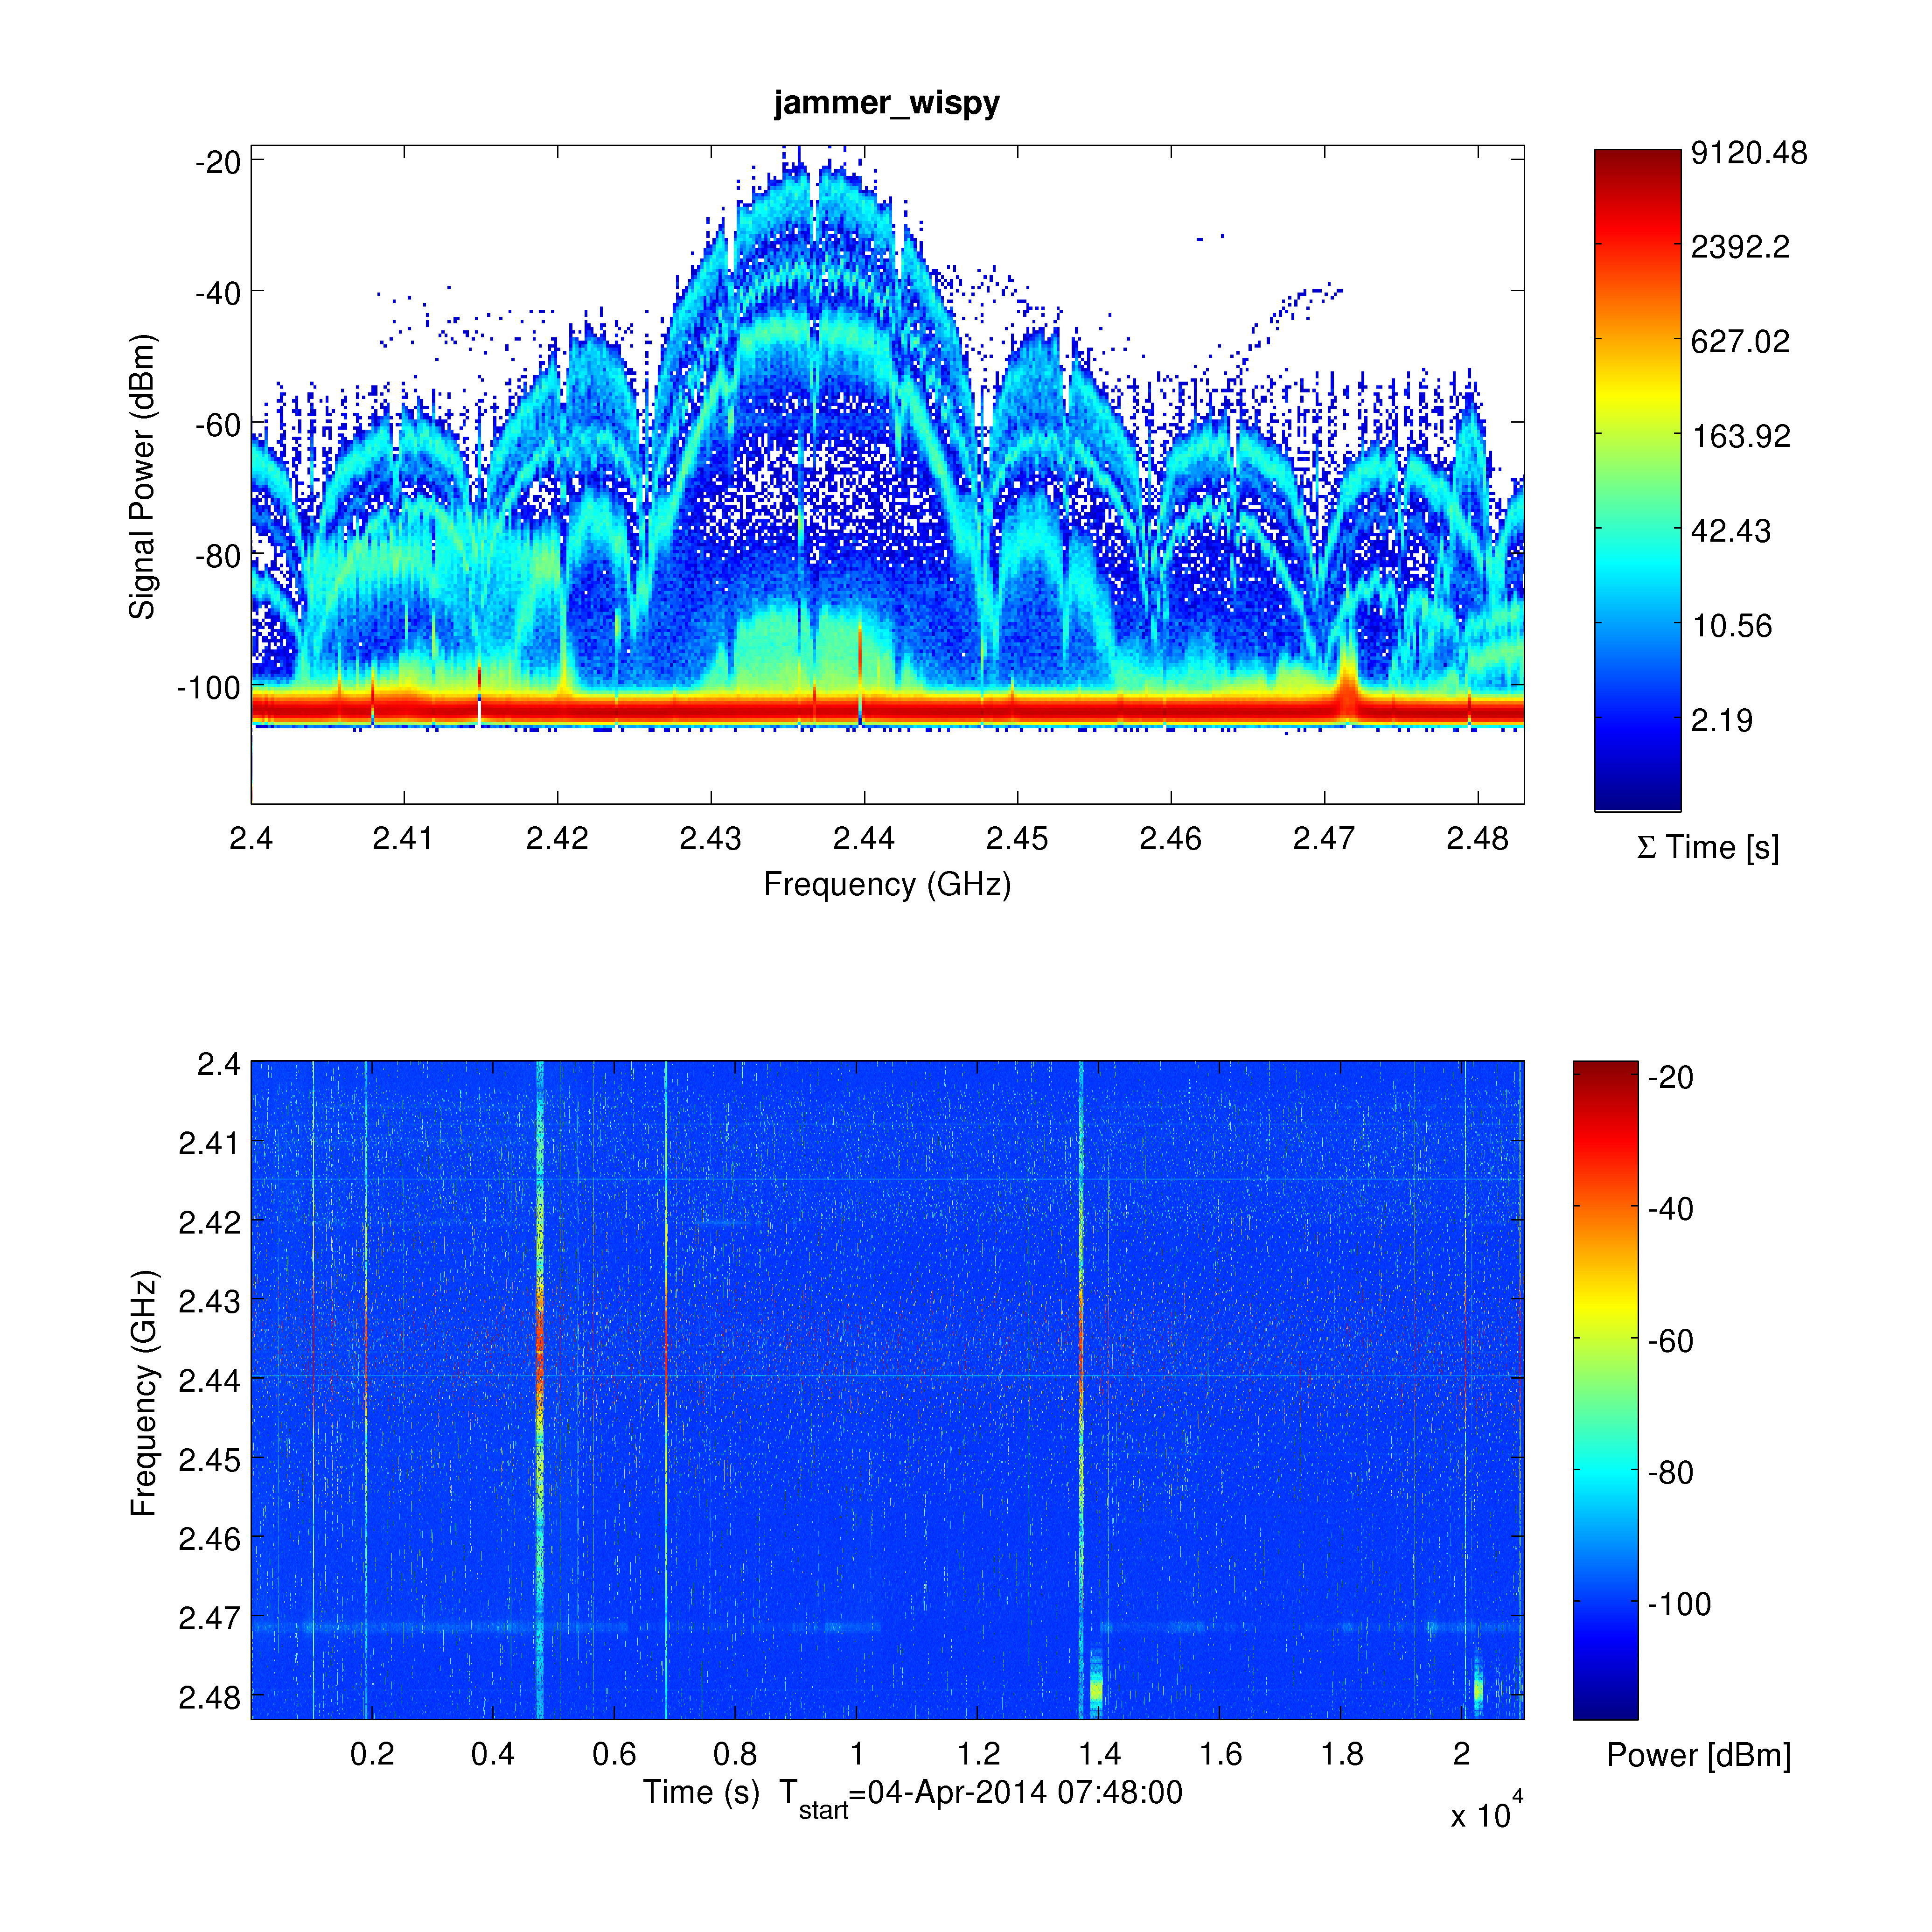 jammer_wispy
Signal Power (dBm)
-20
-40
-60
-80
-100
2.4 2.41 2.42 2.43 2.44 2.45 2.46 2.47 2.48
Frequency (GHz)
9120.48
2392.2
627.02
163.92
42.43
10.56
2.19
Σ Time [s]
Frequency (GHz)
2.4
2.41
2.42
2.43
2.44
2.45
2.46
2.47
2.48
0.2 0.4 0.6 0.8 1 1.2 1.4 1.6 1.8 2
Time (s) Tstart=04-Apr-2014 07:48:00
x 10^4
-20
-40
-60
-80
-100
Power [dBm]